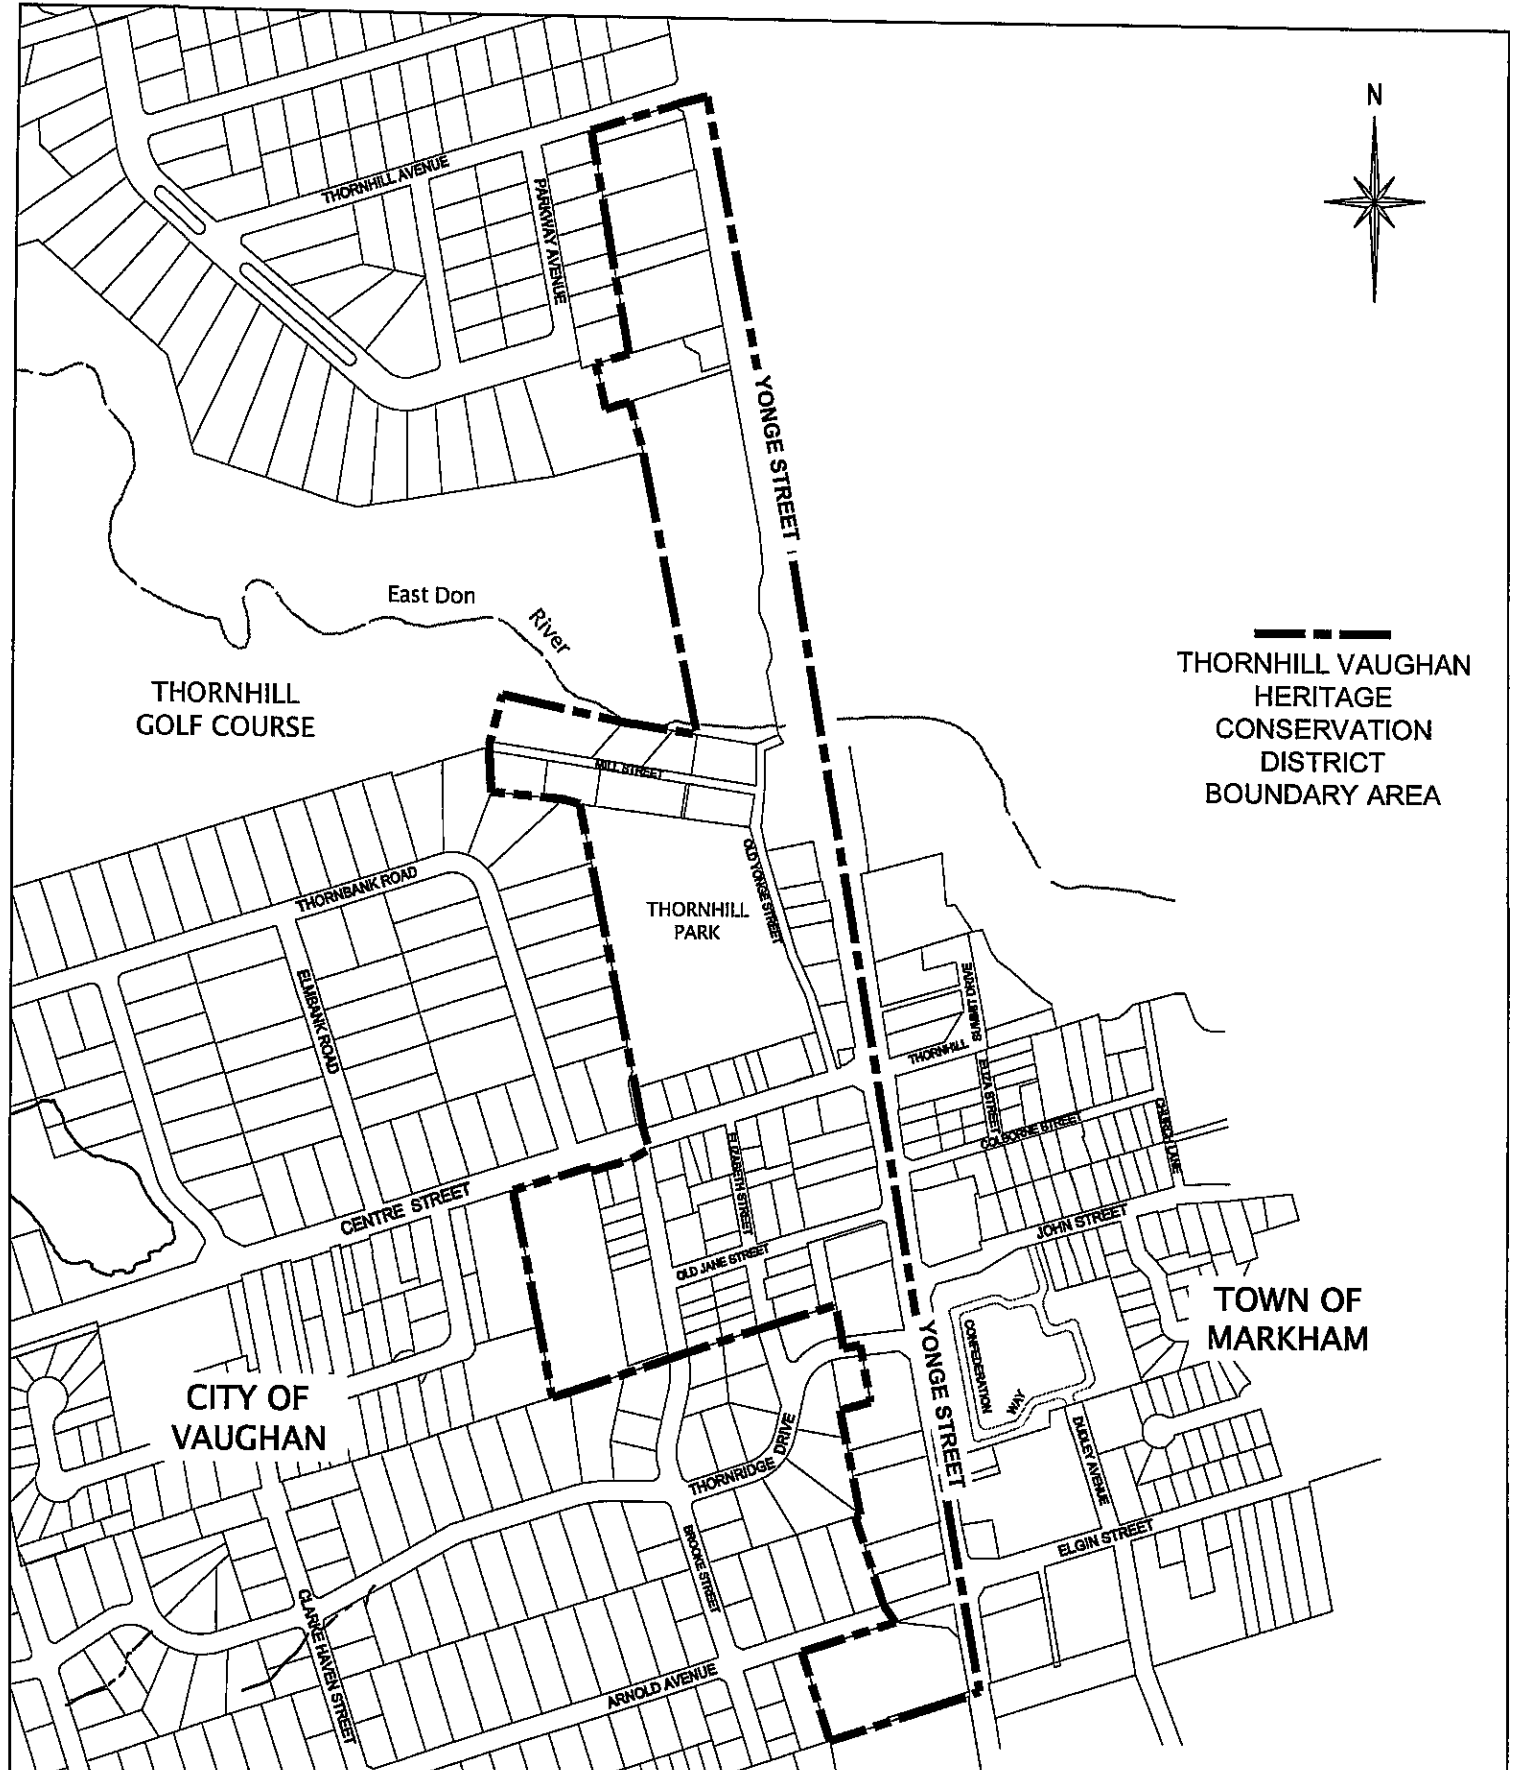 N
THORNHILL AVENUE
PARKWAY AVENUE
YONGE STREET
East Don
River
THORNHILL
GOLF COURSE
THORNHILL VAUGHAN
HERITAGE
CONSERVATION
DISTRICT
BOUNDARY AREA
MILL STREET
OLD YONGE STREET
THORNBANK ROAD
THORNHILL
PARK
ELMBANK ROAD
SUMMIT DRIVE
THORNHILL
ELIZA STREET
COLBORNE STREET
CHURCH LANE
ELIZABETH STREET
CENTRE STREET
JOHN STREET
OLD JANE STREET
TOWN OF
MARKHAM
CONFEDERATION
WAY
YONGE STREET
CITY OF
VAUGHAN
THORNRIDGE
DRIVE
DUDLEY AVENUE
BROOKE STREET
ELGIN STREET
CLARKE HAVEN STREET
ARNOLD AVENUE